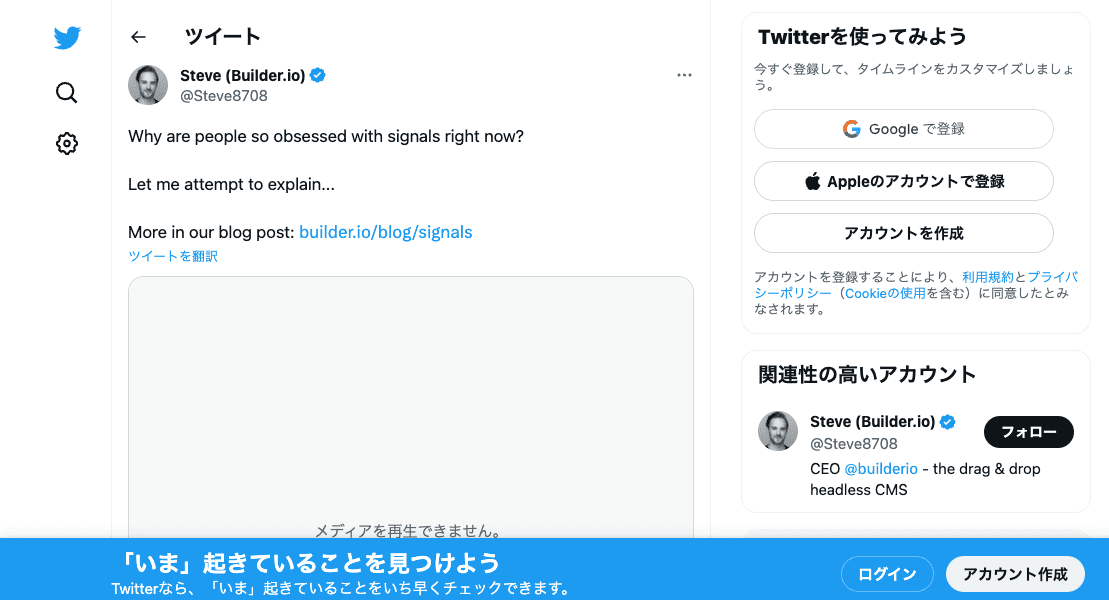 ツイート
Steve (Builder.io)
@Steve8708
Why are people so obsessed with signals right now?
Let me attempt to explain...
More in our blog post: builder.io/blog/signals
ツイートを翻訳
メディアを再生できません。
Twitterを使ってみよう
今すぐ登録して、タイムラインをカスタマイズしましょ
う。
Google で登録
Appleのアカウントで登録
アカウントを作成
アカウントを登録することにより、利用規約とプライバ
シーポリシー（Cookieの使用を含む）に同意したとみ
なされます。
関連性の高いアカウント
Steve (Builder.io)
@Steve8708
フォロー
CEO @builderio - the drag & drop
headless CMS
「いま」起きていることを見つけよう
Twitterなら、「いま」起きていることをいち早くチェックできます。
ログイン
アカウント作成